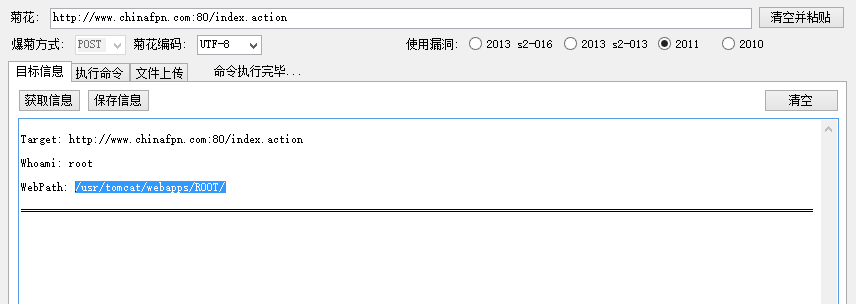 菊花: http://www.chinafpn.com:80/index.action 清空并粘贴
爆菊方式: POST 菊花编码: UTF-8 使用漏洞: 2013 s2-016 2013 s2-013 2011 2010
目标信息 执行命令 文件上传 命令执行完毕...
获取信息 保存信息 清空
Target: http://www.chinafpn.com:80/index.action
Whoami: root
WebPath: /usr/tomcat/webapps/ROOT/